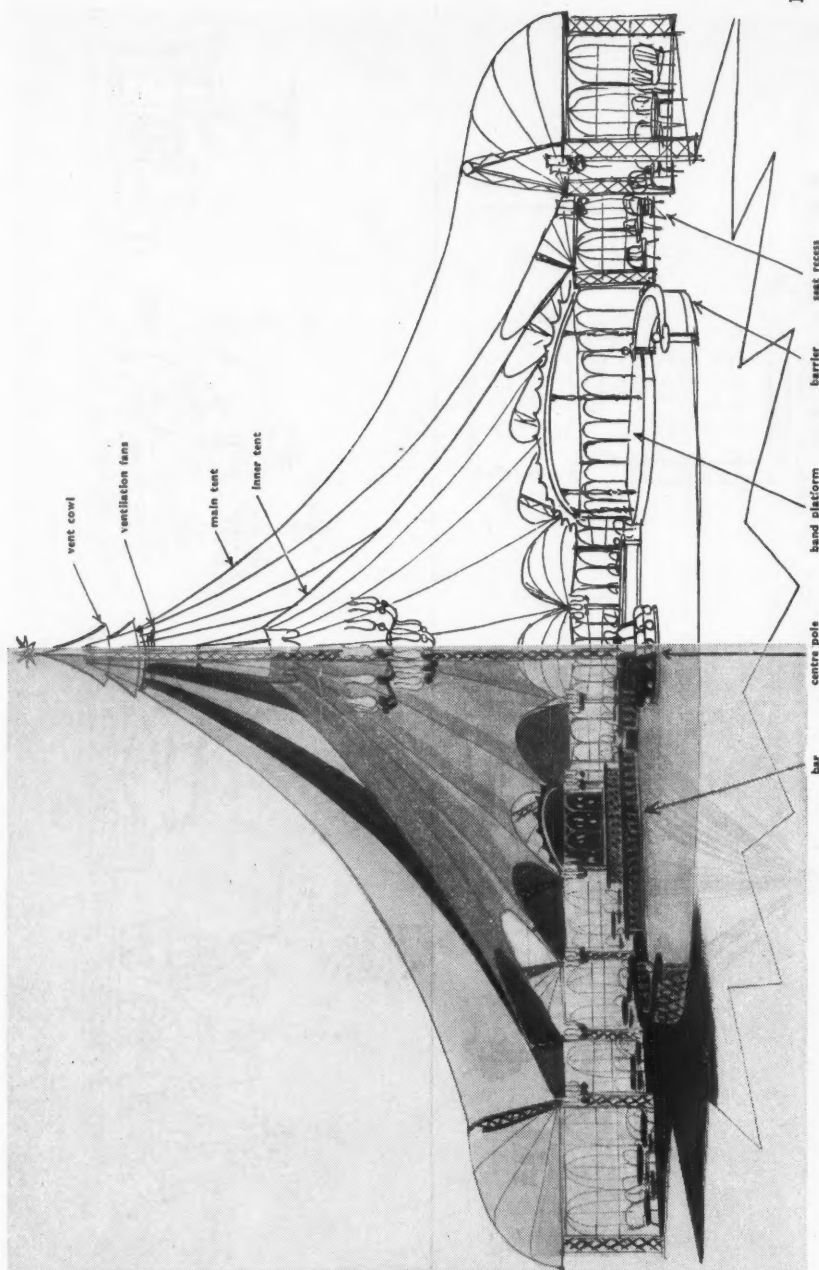 vent cowl
ventilation fans
main tent
inner tent
bar
centre pole
band platform
barrier
seat recess